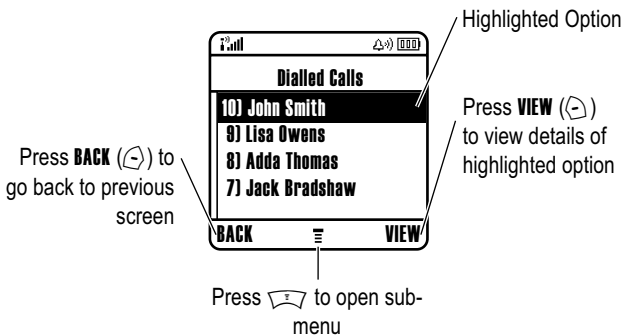 Highlighted Option
Dialled Calls
10) John Smith
9) Lisa Owens
8) Adda Thomas
7) Jack Bradshaw
BACK
VIEW
Press VIEW (-)
to view details of
highlighted option
Press BACK (-) to
go back to previous
screen
Press to open sub-
menu